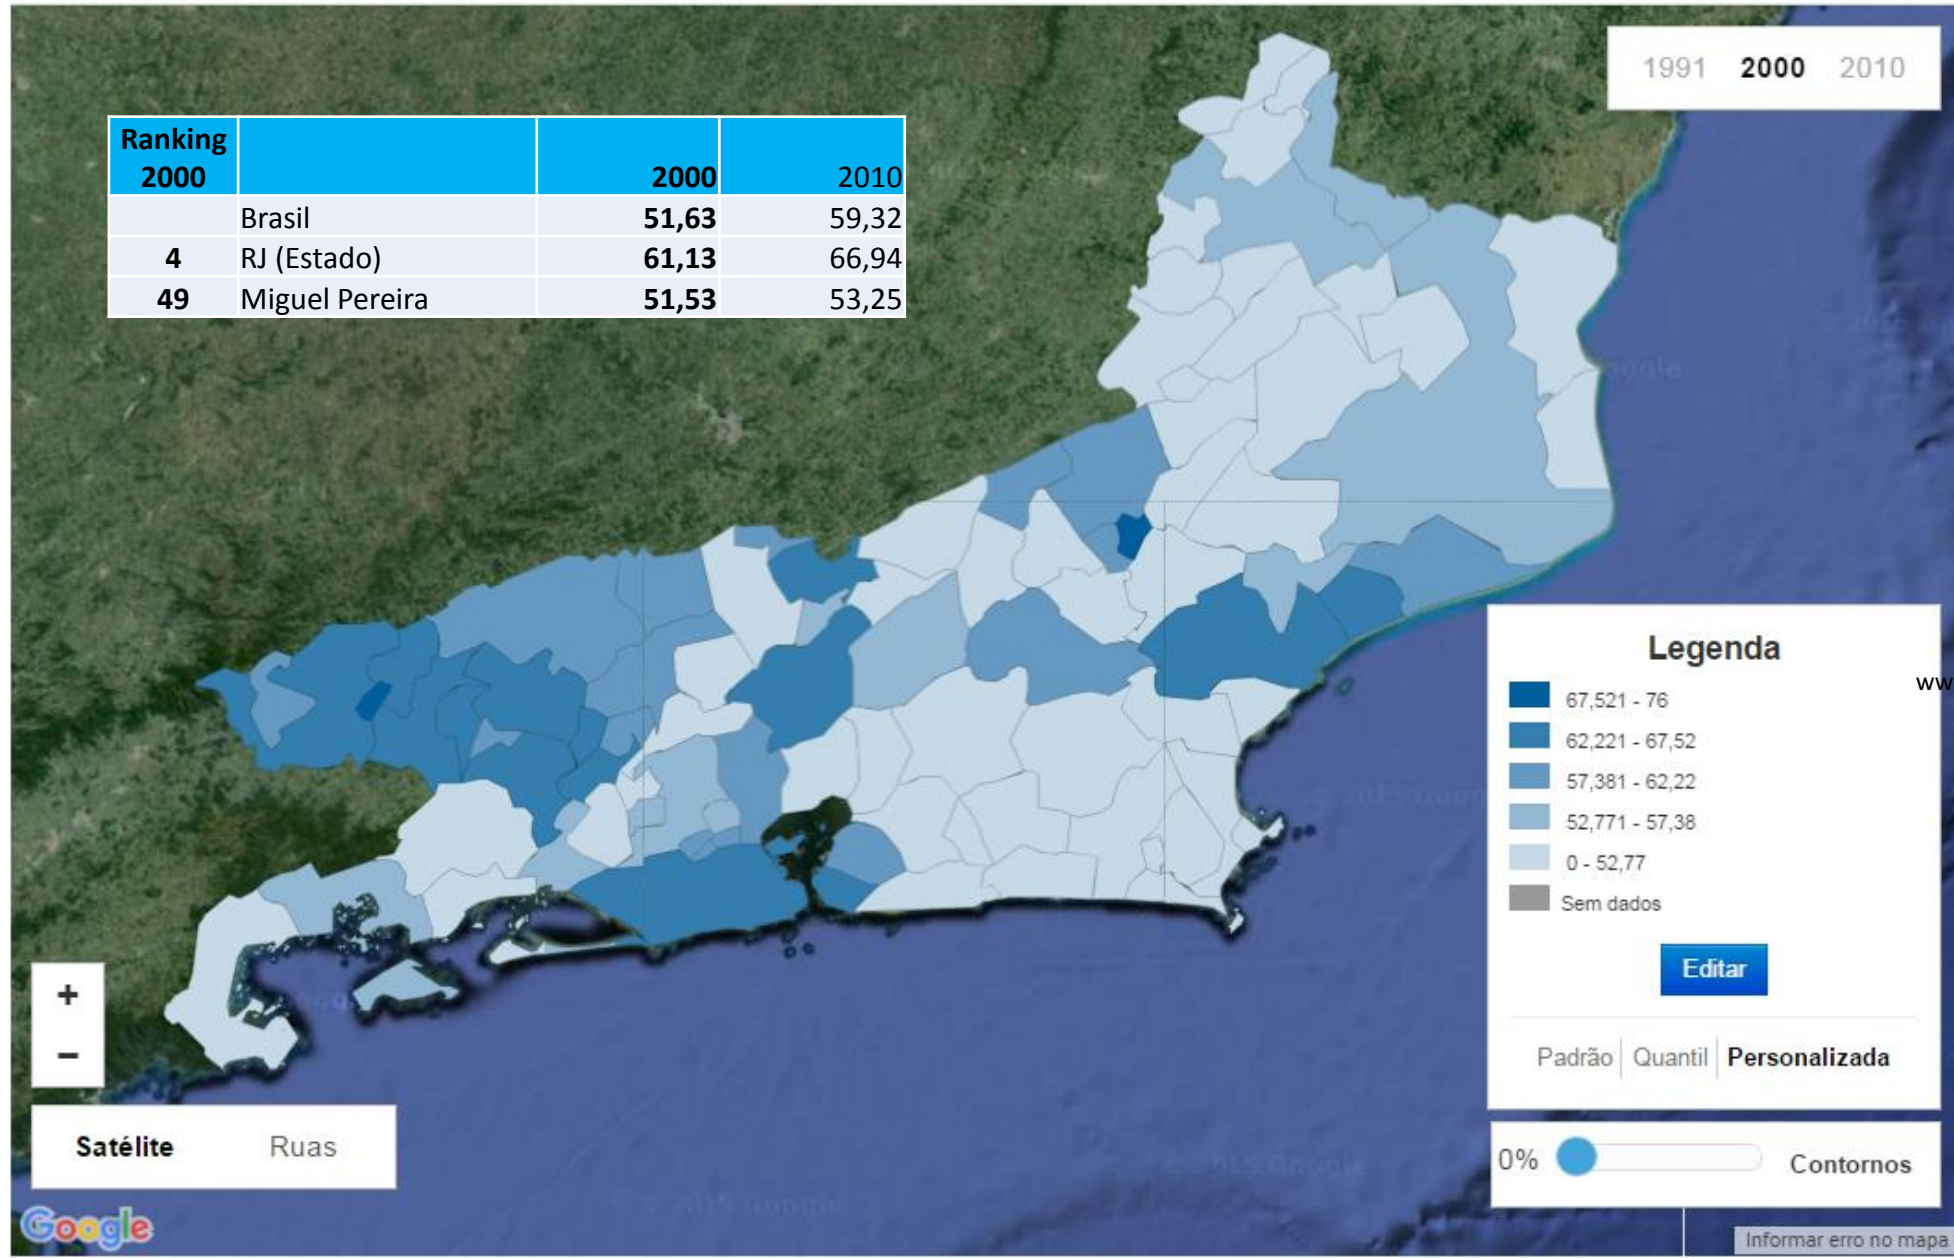 1991 2000 2010
Ranking
2000 2000 2010
Brasil 51,63 59,32
4 RJ (Estado) 61,13 66,94
49 Miguel Pereira 51,53 53,25
Legenda
67,521 - 76
62,221 - 67,52
57,381 - 62,22
52,771 - 57,38
0 - 52,77
Sem dados
Editar
Padrão Quantil Personalizada
ww
+
−
Satélite Ruas
0% Contornos
Google
Informar erro no mapa